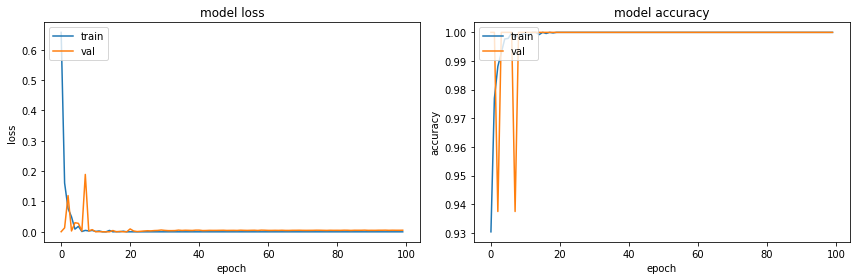 model loss
train
val
loss
0.6
0.5
0.4
0.3
0.2
0.1
0.0
0
20
40
60
80
100
epoch
model accuracy
train
val
accuracy
1.00
0.99
0.98
0.97
0.96
0.95
0.94
0.93
0
20
40
60
80
100
epoch